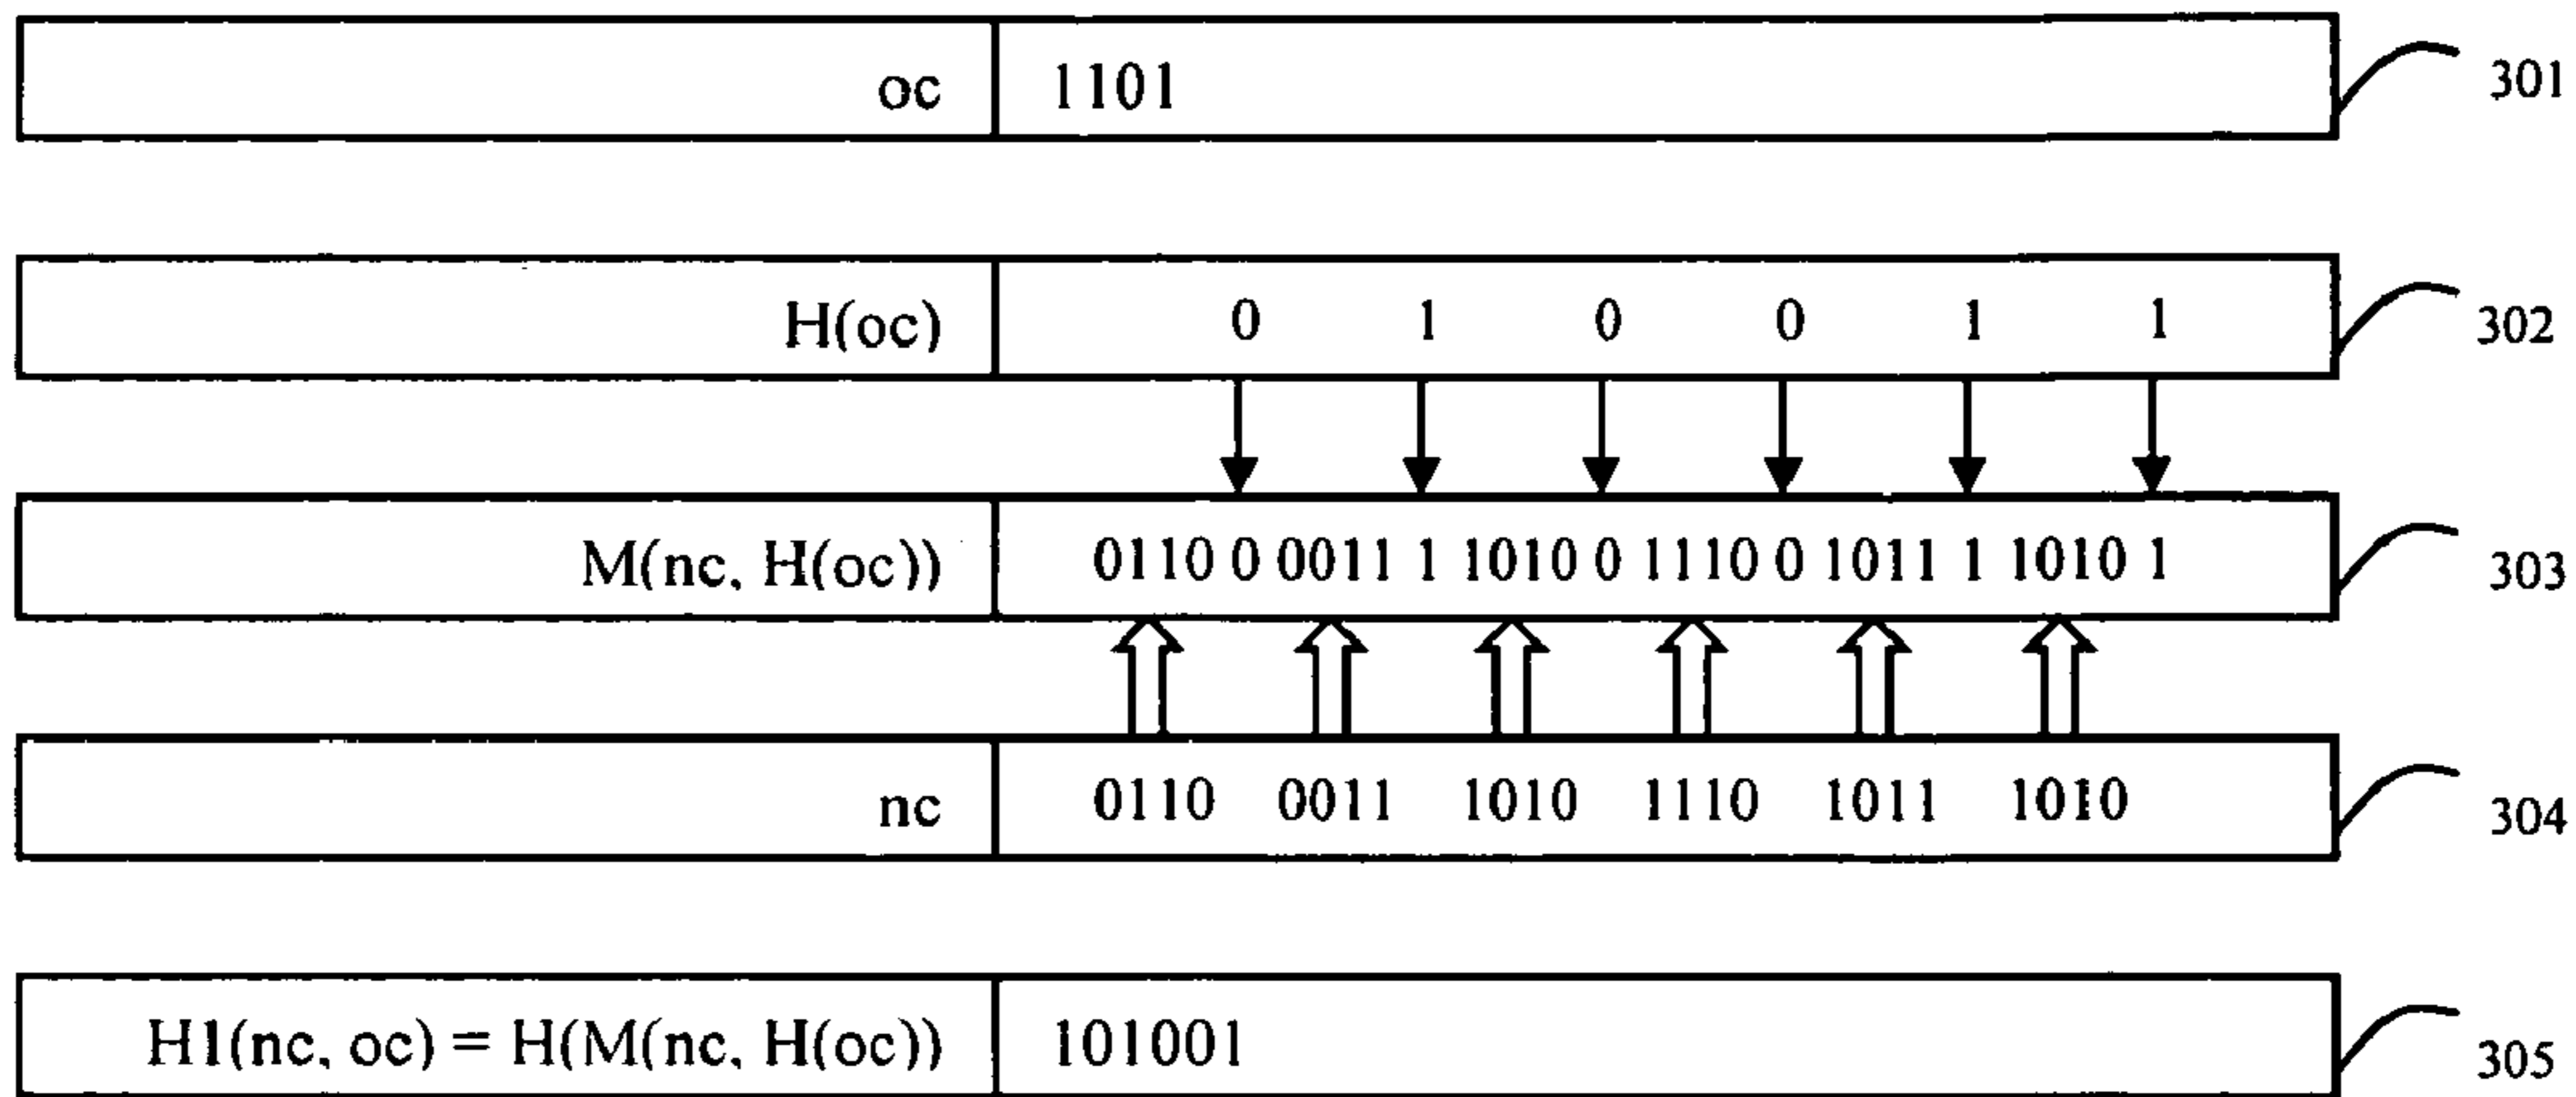 oc 1101 301
H(oc) 0 1 0 0 1 1 302
M(nc, H(oc)) 0110 0 0011 1 1010 0 1110 0 1011 1 1010 1 303
nc 0110 0011 1010 1110 1011 1010 304
H1(nc, oc) = H(M(nc, H(oc)) 101001 305